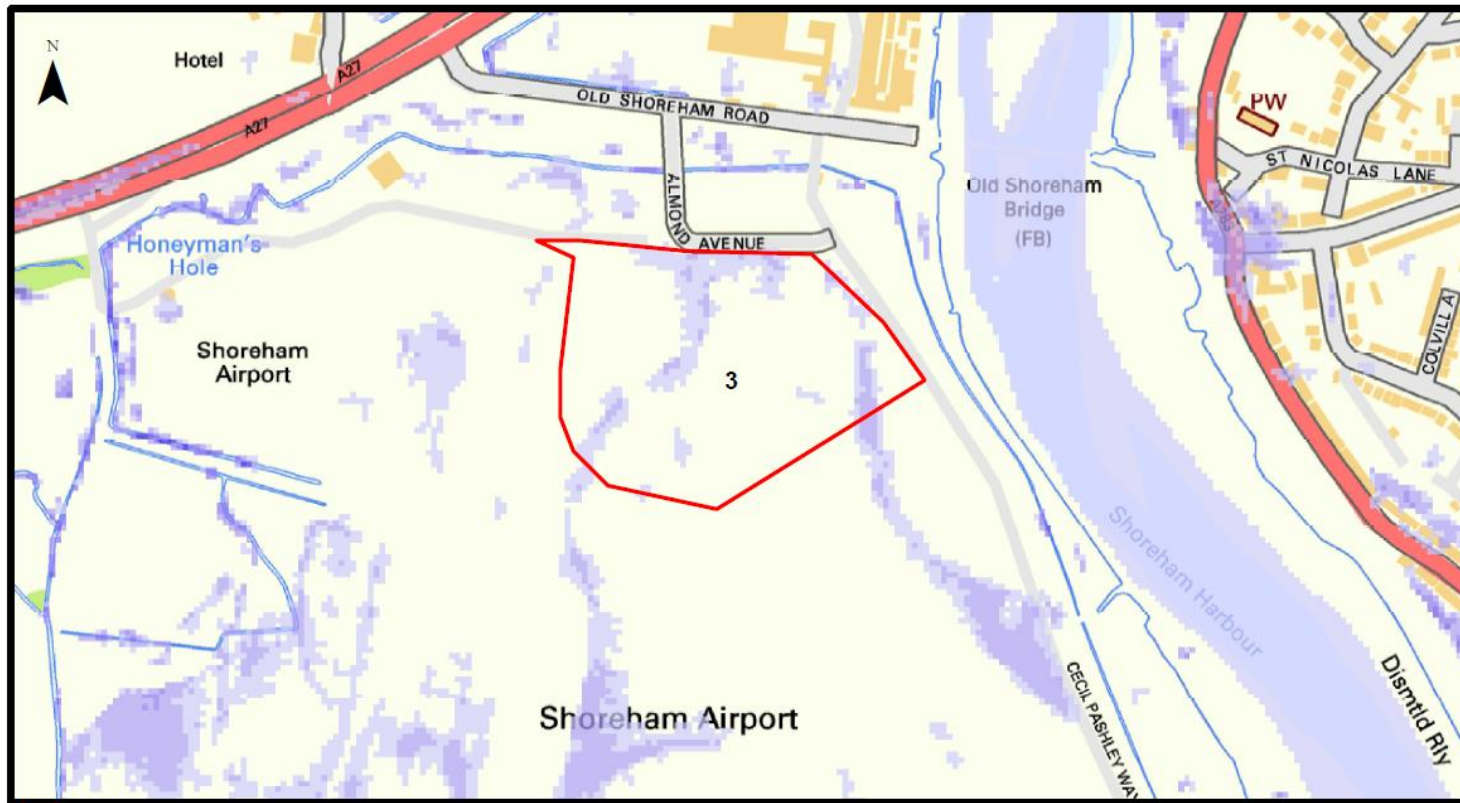 N
Hotel
A27
A27
OLD SHOREHAM ROAD
ALMOND
AVENUE
PW
ST NICOLAS LANE
Old Shoreham
Bridge
(FB)
A283
Honeyman's
Hole
Shoreham
Airport
3
COLVILL A
Shoreham Harbour
Shoreham Airport
CECIL PASHLEY WAY
Dismtld Rly